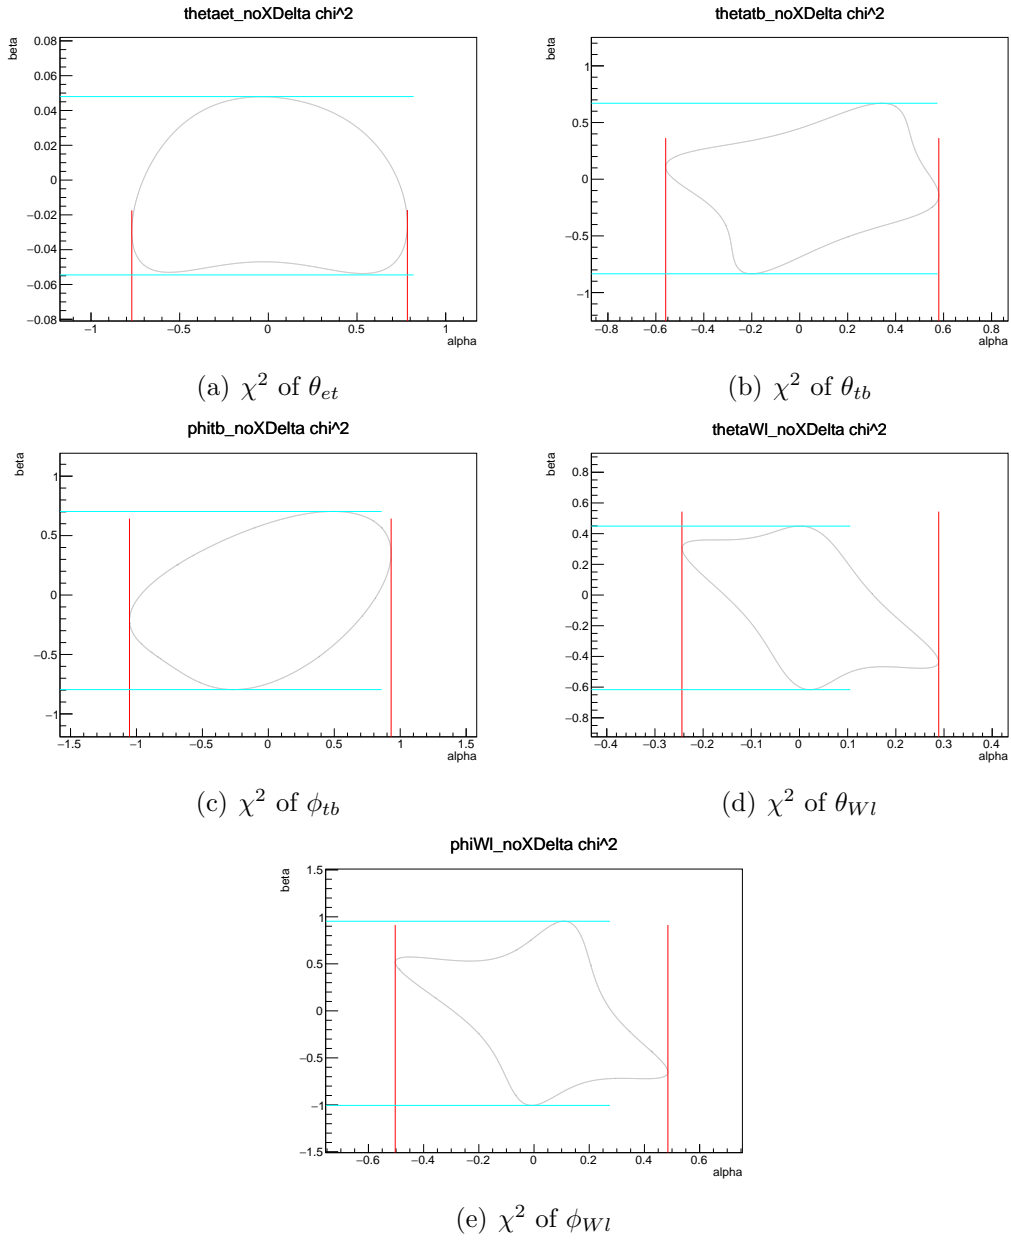 thetaet_noXDelta chi^2
beta
0.08
0.06
0.04
0.02
0
−0.02
−0.04
−0.06
−0.08
−1 −0.5 0 0.5 1
alpha
(a) χ² of θ_et
thetatb_noXDelta chi^2
beta
1
0.5
0
−0.5
−1
−0.8 −0.6 −0.4 −0.2 0 0.2 0.4 0.6 0.8
alpha
(b) χ² of θ_tb
phitb_noXDelta chi^2
beta
1
0.5
0
−0.5
−1
−1.5 −1 −0.5 0 0.5 1 1.5
alpha
(c) χ² of ϕ_tb
thetaWl_noXDelta chi^2
beta
0.8
0.6
0.4
0.2
0
−0.2
−0.4
−0.6
−0.8
−0.4 −0.3 −0.2 −0.1 0 0.1 0.2 0.3 0.4
alpha
(d) χ² of θ_Wl
phiWl_noXDelta chi^2
beta
1.5
1
0.5
0
−0.5
−1
−1.5
−0.6 −0.4 −0.2 0 0.2 0.4 0.6
alpha
(e) χ² of ϕ_Wl